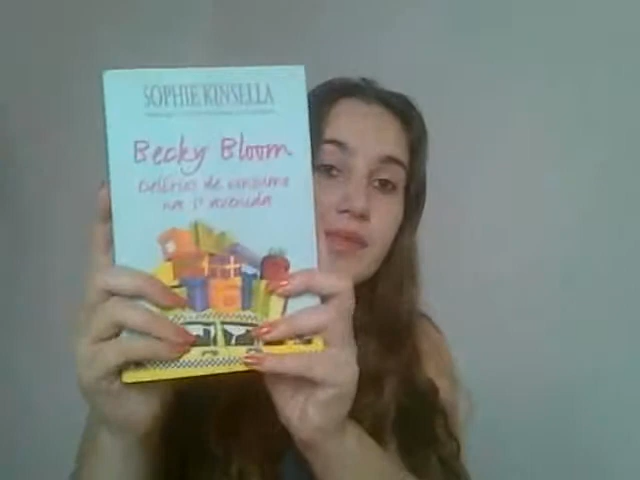 SOPHIE KINSELLA
Becky Bloom
Delírios de consumo
na 5ª avenida